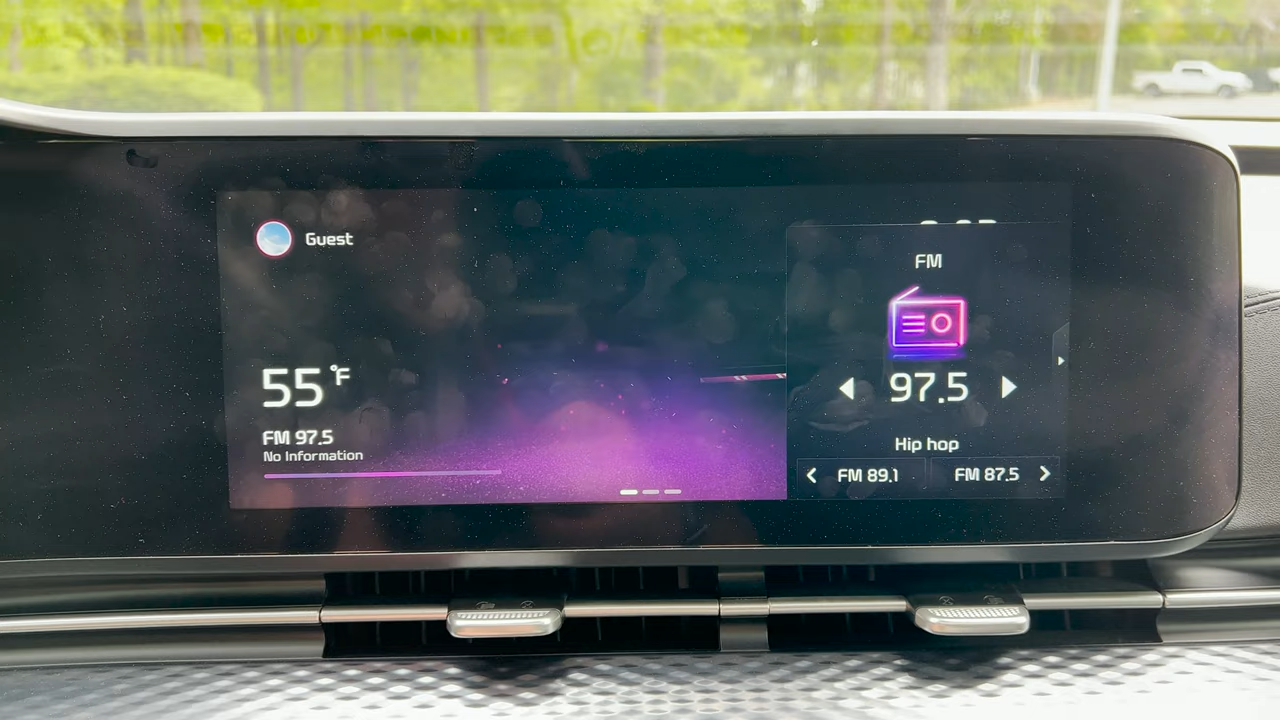 Guest
55 °F
FM 97.5
No Information
FM
97.5
Hip hop
FM 89.1
FM 87.5